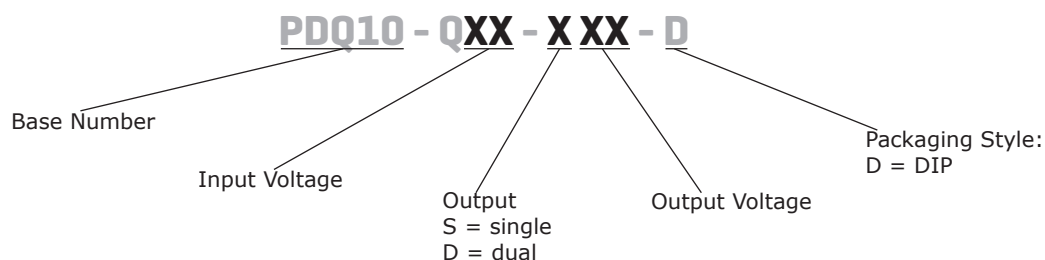 PDQ10 - QXX - X XX - D
Base Number
Input Voltage
Output
S = single
D = dual
Output Voltage
Packaging Style:
D = DIP